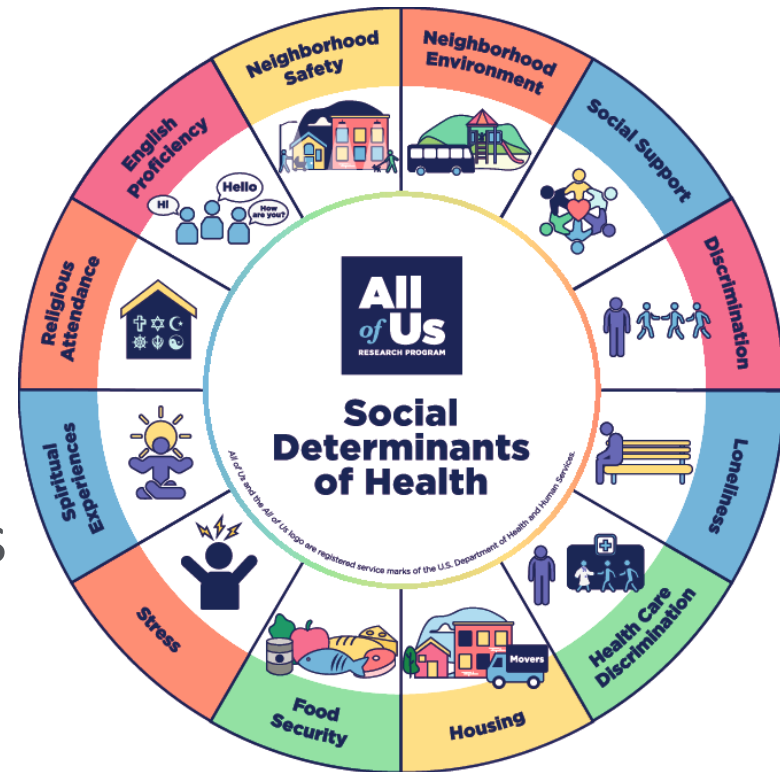 Neighborhood
Safety
Neighborhood
Environment
Social Support
Discrimination
Loneliness
Health Care
Discrimination
Housing
Movers
Food
Security
Stress
Spiritual
Experiences
Religious
Attendance
English
Proficiency
Hi
Hello
How
are you?
All
of Us
RESEARCH PROGRAM
Social
Determinants
of Health
All of Us and the All of Us logo are registered service marks of the U.S. Department of Health and Human Services.
s